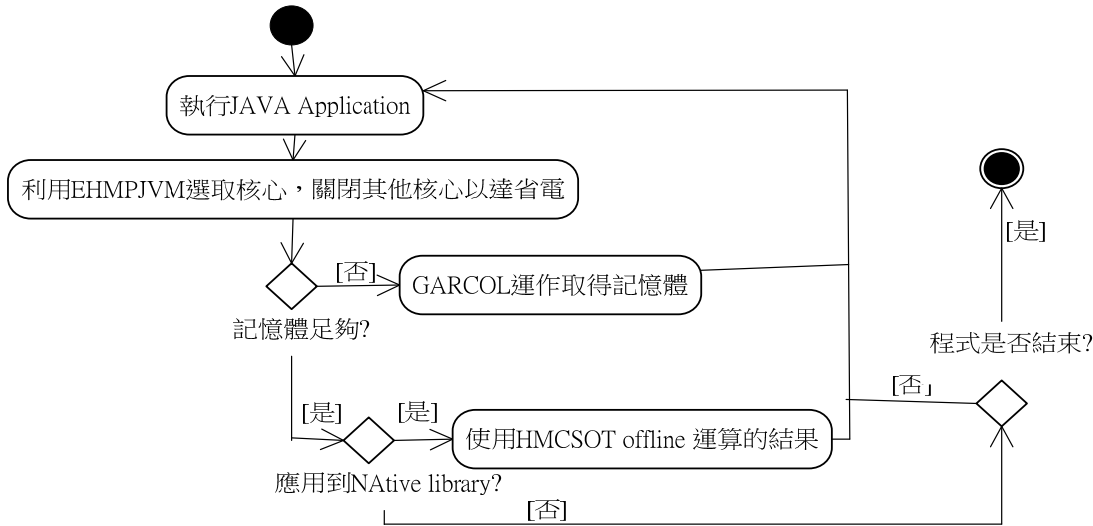 執行JAVA Application
利用EHMPJVM選取核心，關閉其他核心以達省電
[是]
[否]
GARCOL運作取得記憶體
記憶體足夠?
程式是否結束?
[否」
[是]
[是]
使用HMCSOT offline 運算的結果
應用到NAtive library?
[否]